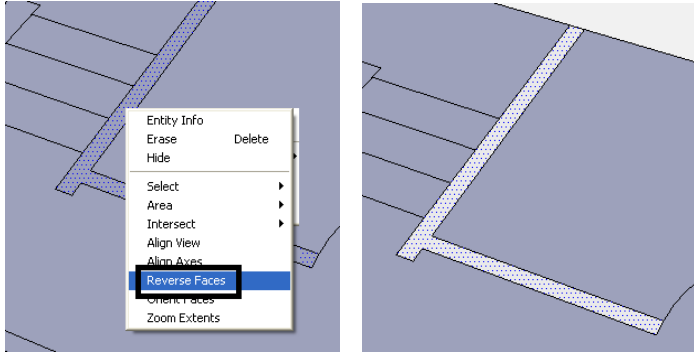 Entity Info
Erase Delete
Hide
Select
Area
Intersect
Align View
Align Axes
Reverse Faces
Orient Faces
Zoom Extents